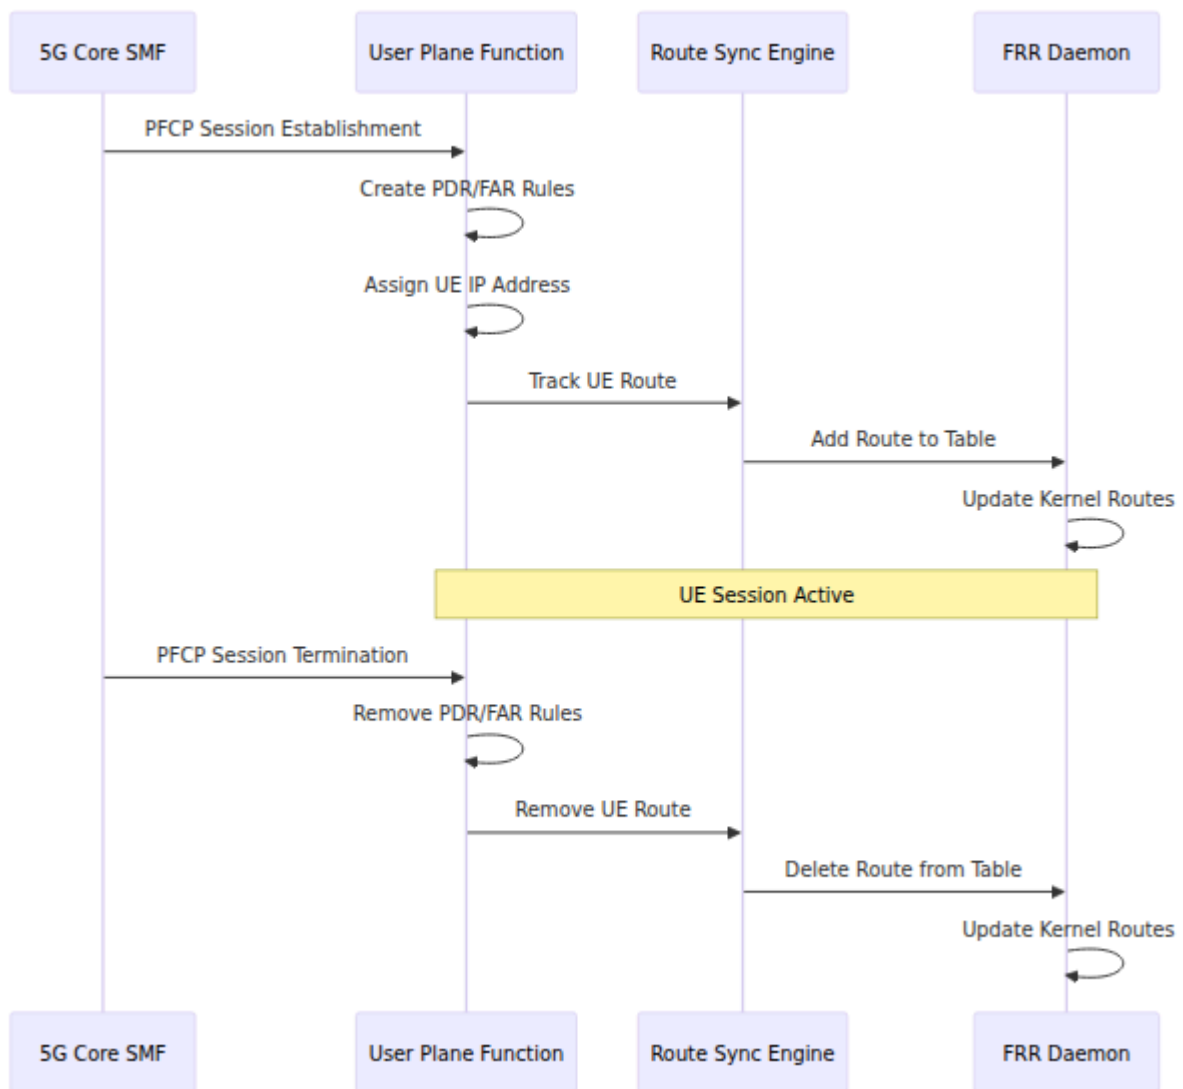 5G Core SMF
User Plane Function
Route Sync Engine
FRR Daemon
PFCP Session Establishment
Create PDR/FAR Rules
Assign UE IP Address
Track UE Route
Add Route to Table
Update Kernel Routes
UE Session Active
PFCP Session Termination
Remove PDR/FAR Rules
Remove UE Route
Delete Route from Table
Update Kernel Routes
5G Core SMF
User Plane Function
Route Sync Engine
FRR Daemon